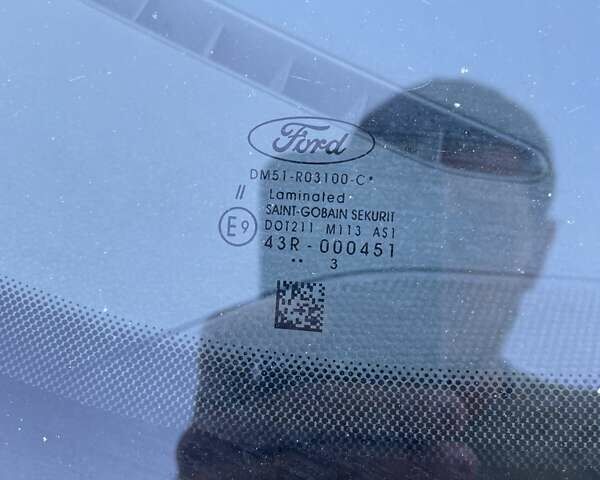 Ford
DM51-R03100-C*
// Laminated
SAINT-GOBAIN SEKURIT
E9 DOT211 M113 AS1
43R-000451
•• 3